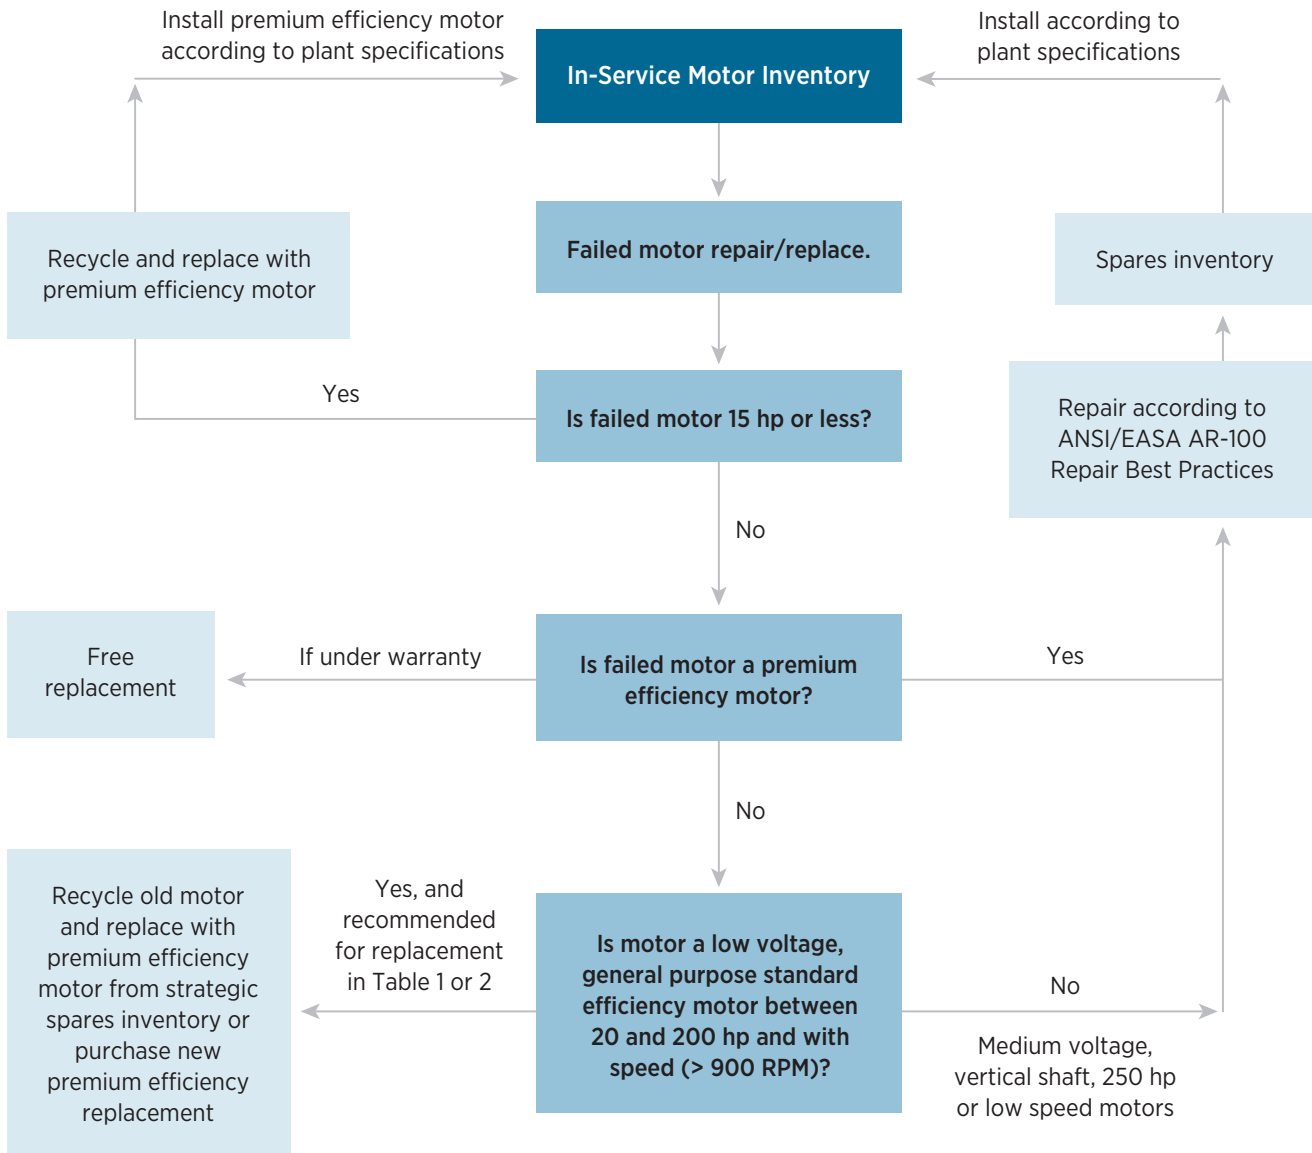 Install premium efficiency motor
according to plant specifications
In-Service Motor Inventory
Install according to
plant specifications
Recycle and replace with
premium efficiency motor
Failed motor repair/replace.
Spares inventory
Yes
Is failed motor 15 hp or less?
Repair according to
ANSI/EASA AR-100
Repair Best Practices
No
Free
replacement
If under warranty
Is failed motor a premium
efficiency motor?
Yes
No
Recycle old motor
and replace with
premium efficiency
motor from strategic
spares inventory or
purchase new
premium efficiency
replacement
Yes, and
recommended
for replacement
in Table 1 or 2
Is motor a low voltage,
general purpose standard
efficiency motor between
20 and 200 hp and with
speed (> 900 RPM)?
No
Medium voltage,
vertical shaft, 250 hp
or low speed motors